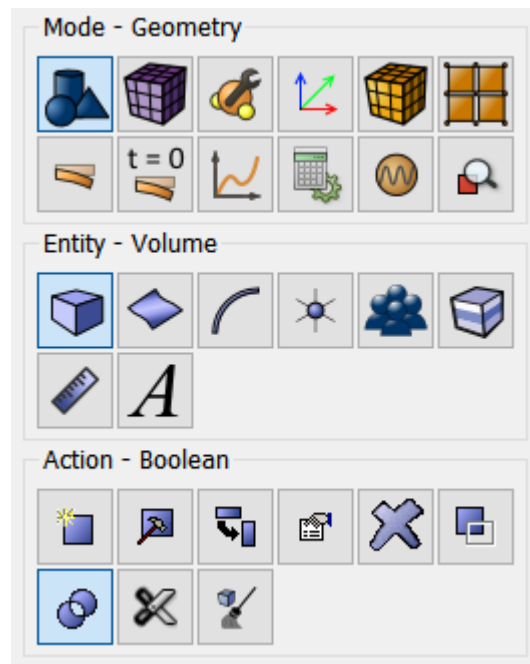 Mode - Geometry
t = 0
Entity - Volume
A
Action - Boolean